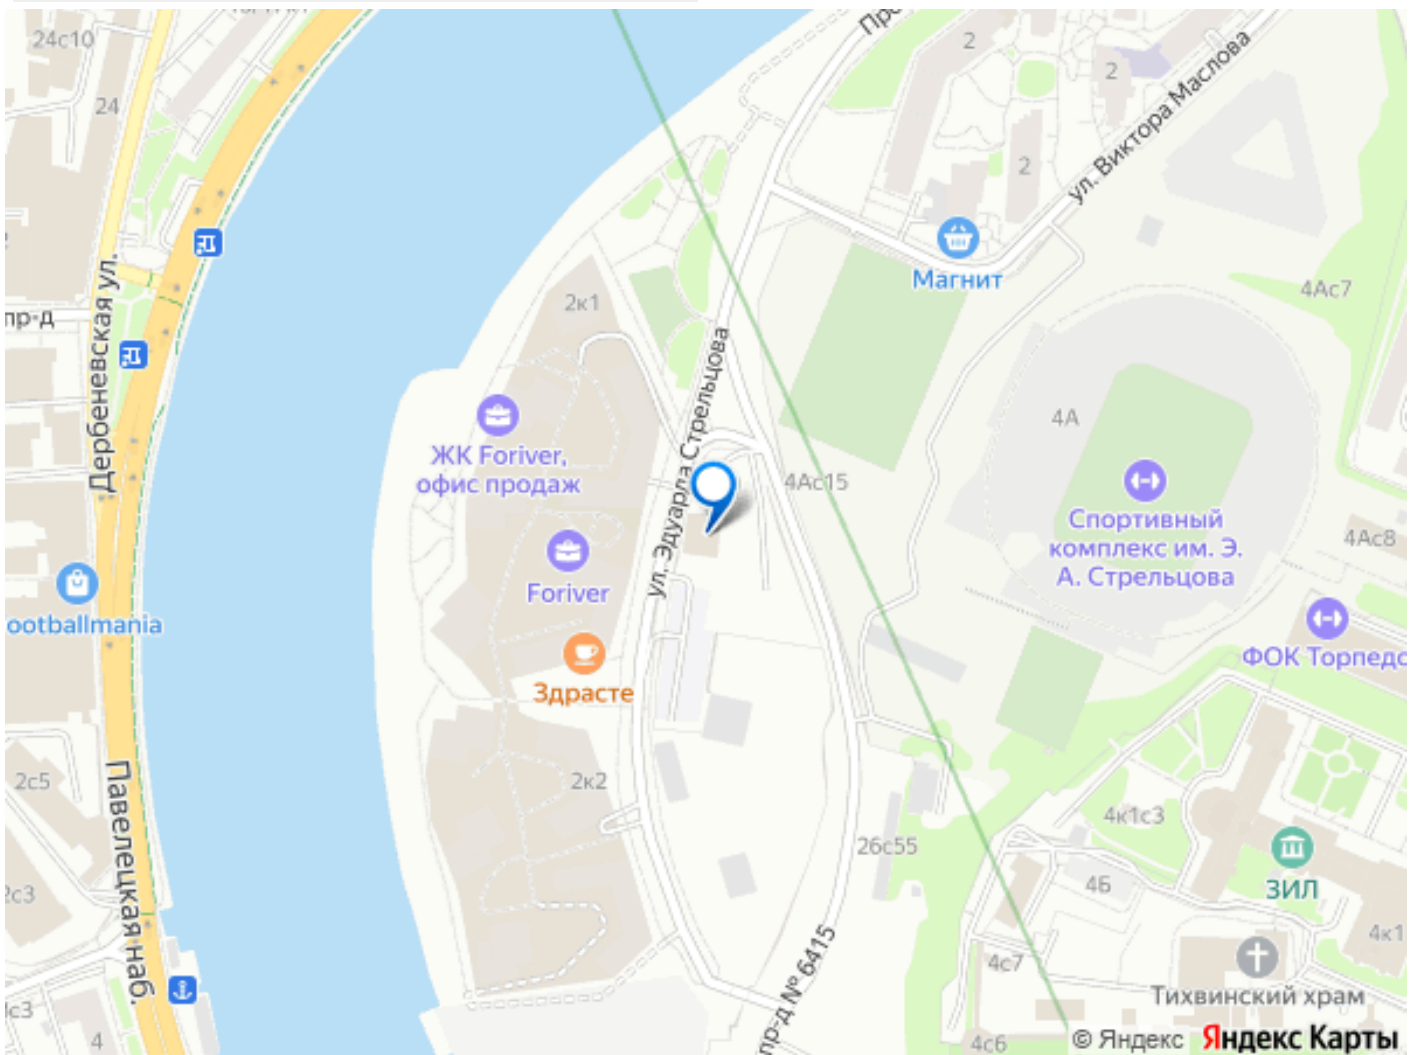 24с10
24
2
2
2
ул. Виктора Маслова
Магнит
4Ас7
Дербеневская ул.
пр-д
2к1
ул. Эдуарда Стрельцова
4А
ЖК Foriver,
офис продаж
4Ас15
Спортивный
комплекс им. Э.
А. Стрельцова
4Ас8
Foriver
ootballmania
ФОК Торпедо
Здрасте
2с5
2к2
Павелецкая наб.
4к1с3
26с55
4Б
ЗИЛ
2с3
4к1
пр-д № 6415
4с7
Тихвинский храм
с3
4
4с6
© Яндекс Яндекс Карты